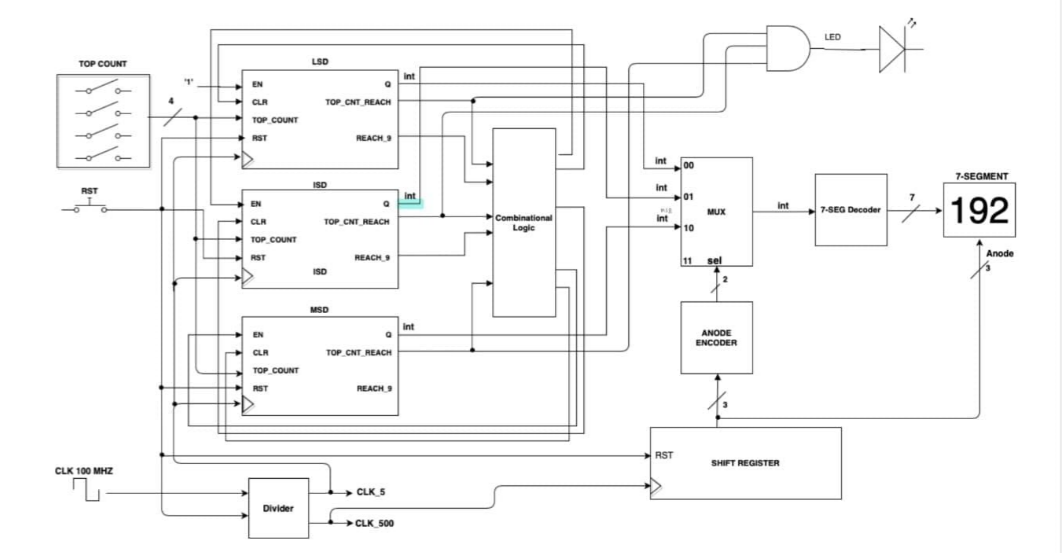 TOP COUNT
4
RST
'1'
LSD
EN
CLR
TOP_COUNT
RST
Q
TOP_CNT_REACH
REACH_9
int
ISD
EN
CLR
TOP_COUNT
RST
Q
TOP_CNT_REACH
REACH_9
ISD
int
MSD
EN
CLR
TOP_COUNT
RST
Q
TOP_CNT_REACH
REACH_9
int
Combinational
Logic
LED
int
00
int
01
int
10
11
MUX
sel
2
ANODE
ENCODER
3
int
7-SEG Decoder
7
7-SEGMENT
192
Anode
3
RST
SHIFT REGISTER
CLK 100 MHZ
Divider
CLK_5
CLK_500